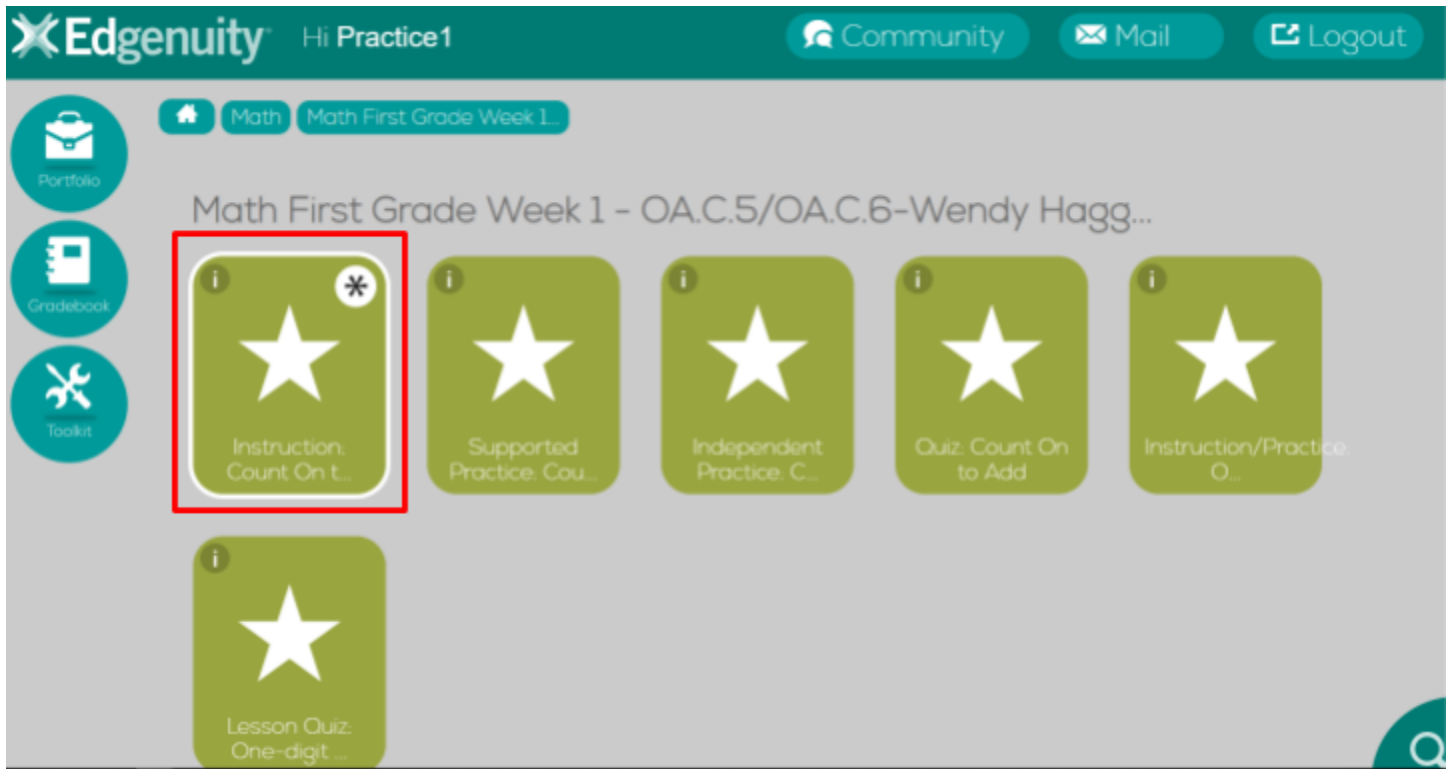 Edgenuity Hi Practice1 Community Mail Logout
Math Math First Grade Week 1...
Portfolio
Gradebook
Toolkit
Math First Grade Week 1 - OA.C.5/OA.C.6-Wendy Hagg...
i
Instruction:
Count On t...
i
Supported
Practice: Cou...
i
Independent
Practice: C...
i
Quiz: Count On
to Add
i
Instruction/Practice:
O...
i
Lesson Quiz:
One-digit ...